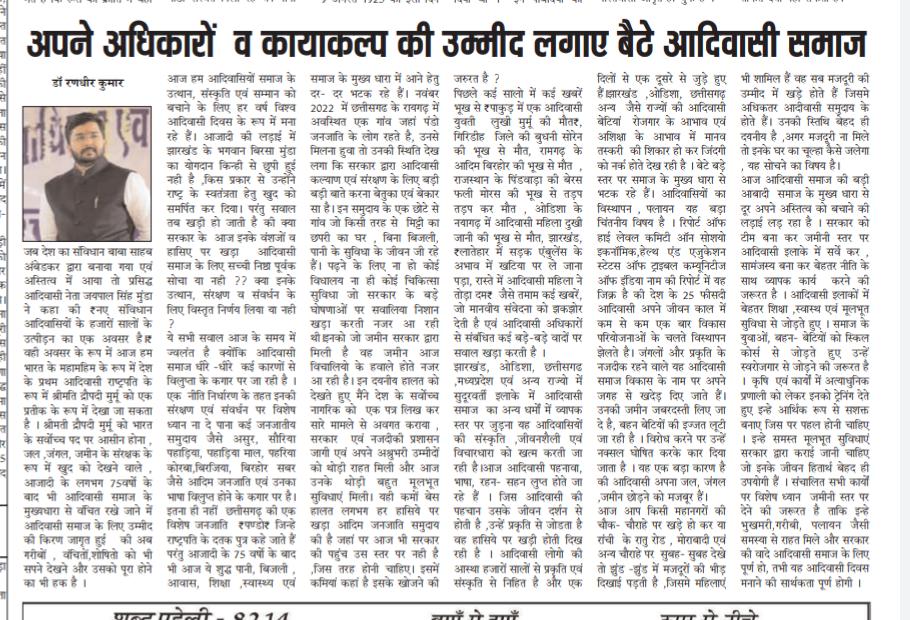 अपने अधिकारों व कायाकल्प की उम्मीद लगाए बैठे आदिवासी समाज
डॉ रणधीर कुमार
जब देश का संविधान बाबा साहब
अंबेडकर द्वारा बनाया गया एवं
अस्तित्व में आया तो प्रसिद्ध
आदिवासी नेता जयपाल सिंह मुंडा
ने कहा की ₹नए संविधान
आदिवासियों के हजारों सालों के
उत्पीड़न का एक अवसर है।₹
वही अवसर के रूप में आज हम
भारत के महामहिम के रूप में देश
के प्रथम आदिवासी राष्ट्रपति के
रूप में श्रीमति द्रौपदी मुर्मू को एक
प्रतीक के रूप में देखा जा सकता
है । श्रीमती द्रौपदी मुर्मू को भारत
के सर्वोच्च पद पर आसीन होना ,
जल ,जंगल, जमीन के संरक्षक के
रूप में खुद को देखने वाले ,
आजादी के लगभग 75वर्षों के
बाद भी आदिवासी समाज के
मुख्यधारा से वंचित रखे जाने में
आदिवासी समाज के लिए उम्मीद
की किरण जागृत हुई की अब
गरीबों , वंचितों,शोषितो को भी
सपने देखने और उसको पूरा होने
का भी हक है ।
आज हम आदिवासियों समाज के
उत्थान, संस्कृति एवं सम्मान को
बचाने के लिए हर वर्ष विश्व
आदिवासी दिवस के रूप में मना
रहे हैं। आजादी की लड़ाई में
झारखंड के भगवान बिरसा मुंडा
का योगदान किन्ही से छुपी हुई
नही है ,किस प्रकार से उन्होंने
राष्ट्र के स्वतंत्रता हेतु खुद को
समर्पित कर दिया। परंतु सवाल
तब खड़ी हो जाती है की क्या
सरकार के आज इनके वंशजों व
हासिए पर खड़ा आदिवासी
समाज के लिए सच्ची निष्ठा पूर्वक
सोचा या नही ?? क्या इनके
उत्थान, संरक्षण व संवर्धन के
लिए विस्तृत निर्णय लिया या नही
?
ये सभी सवाल आज के समय में
ज्वलंत है क्योंकि आदिवासी
समाज धीरे -धीरे कई कारणों से
विलुप्ता के कगार पर जा रही है ।
एक नीति निर्धारण के तहत इनकी
संरक्षण एवं संवर्धन पर विशेष
ध्यान ना दे पाना कई जनजातीय
समुदाय जैसे असुर, सौरिया
पहाड़िया, पहाड़िया माल, पहरिया
कोरबा,बिरजिया, बिरहोर सबर
जैसे आदिम जनजाति एवं उनका
भाषा विलुप्त होने के कगार पर है।
इतना ही नहीं छत्तीसगढ़ की एक
विशेष जनजाति ₹पण्डो₹ जिन्हे
राष्ट्रपति के दतक पुत्र कहे जाते हैं
परंतु आजादी के 75 वर्षों के बाद
भी आज ये शुद्ध पानी, बिजली ,
आवास, शिक्षा ,स्वास्थ्य एवं
समाज के मुख्य धारा में आने हेतु
दर- दर भटक रहे हैं। नवंबर
2022 में छत्तीसगढ के रायगढ़ में
अवस्थित एक गांव जहां पंडो
जनजाति के लोग रहते है, उनसे
मिलना हुवा तो उनकी स्थिति देख
लगा कि सरकार द्वारा आदिवासी
कल्याण एवं संरक्षण के लिए बड़ी
बड़ी बाते करना बेतुका एवं बेकार
सा है। इन समुदाय के एक छोटे से
गांव जो किसी तरह से मिट्टी का
छपरी का घर , बिना बिजली,
पानी के सुविधा के जीवन जी रहे
हैं। पढ़ने के लिए ना हो कोई
विद्यालय ना ही कोई चिकित्सा
सुविधा जो सरकार के बड़े
घोषणाओं पर सवालिया निशान
खड़ा करती नजर आ रही
थी।इनको जो जमीन सरकार द्वारा
मिली है वह जमीन आज
विचालियो के हवाले होते नजर
आ रही है। इन दयनीय हालत को
देखते हुए मैंने देश के सर्वोच्च
नागरिक को एक पत्र लिख कर
सारे मामले से अवगत कराया ,
सरकार एवं नजदीकी प्रशासन
जागी एवं अपने अश्रुभरी उम्मीदों
को थोड़ी राहत मिली और आज
उनके थोड़ी बहुत मूलभूत
सुविधाएं मिली। यही कमोंबे बेस
हालत लगभग हर हासिये पर
खड़ा आदिम जनजाति समुदाय
की है जहां पर आज भी सरकार
की पहुंच उस स्तर पर नही है
,जिस तरह होनी चाहिए। इसमें
कमियां कहां है इसके खोजने की
जरुरत है ?
पिछले कई सालो में कई खबरें
भूख से ₹पाकुड़ में एक आदिवासी
युवती लुखी मुर्मू की मौत₹,
गिरिडीह जिले की बुधनी सोरेन
की भूख से मौत, रामगढ़ के
आदिम बिरहोर की भूख से मौत ,
राजस्थान के पिंडवाड़ा की बेरस
फली मोरस की भूख से तड़प
तड़प कर मौत , ओडिशा के
नयागढ़ में आदिवासी महिला दुखी
जानी की भूख से मौत, झारखंड,
₹लातेहार में सड़क एंबुलेंस के
अभाव में खटिया पर ले जाना
पड़ा, रास्ते में आदिवासी महिला ने
तोड़ा दम₹ जैसे तमाम कई खबरें,
जो मानवीय संवेदना को झकझोर
देती है एवं आदिवासी अधिकारों
से संबंधित कई बड़े-बड़े वादों पर
सवाल खड़ा करती है ।
झारखंड, ओडिशा, छत्तीसगढ़
,मध्यप्रदेश एवं अन्य राज्यो में
सुदूरवर्ती इलाके में आदिवासी
समाज का अन्य धर्मों में व्यापक
स्तर पर जुड़ना यह आदिवासियों
की संस्कृति ,जीवनशैली एवं
विचारधारा को खत्म करती जा
रही है।आज आदिवासी पहनावा,
भाषा, रहन- सहन लुप्त होते जा
रहे हैं । जिस आदिवासी की
पहचान उसके जीवन दर्शन से
होती है ,उन्हें प्रकृति से जोड़ता है
वह हासिये पर खड़ी होती दिख
रही है । आदिवासी लोगो की
आस्था हजारों सालों से प्रकृति एवं
संस्कृति से निहित है और एक
दिलों से एक दूसरे से जुड़े हुए
हैं।झारखंड ,ओडिशा, छत्तीसगढ़
अन्य जैसे राज्यों की आदिवासी
बेटियां रोजगार के आभाव एवं
अशिक्षा के आभाव में मानव
तस्करी की शिकार हो कर जिंदगी
को नर्क होते देख रही है । बेटे बड़े
स्तर पर समाज के मुख्य धारा से
भटक रहे हैं। आदिवासियों का
विस्थापन , पलायन यह बड़ा
चिंतनीय विषय है । रिपोर्ट ऑफ
हाई लेवल कमिटी ऑन सोशयो
इकनॉमिक,हेल्थ एंड एजुकेशन
स्टेटस ऑफ ट्राइबल कम्यूनिटीज
ऑफ इंडिया नाम की रिपोर्ट में यह
जिक्र है की देश के 25 फीसदी
आदिवासी अपने जीवन काल में
कम से कम एक बार विकास
परियोजनाओं के चलते विस्थापन
झेलता है। जंगलों और प्रकृति के
नजदीक रहने वाले यह आदिवासी
समाज विकास के नाम पर अपने
जगह से खदेड़ दिए जाते हैं।
उनकी जमीन जबरदस्ती लिए जा
दे है, बहन बेटियों की इज्जत लूटी
जा रही है । विरोध करने पर उन्हें
नक्सल घोषित करके कार दिया
जाता है । यह एक बड़ा कारण है
की आदिवासी अपना जल, जंगल
,जमीन छोड़ने को मजबूर हैं।
आज आप किसी महानगरों की
चौक- चौराहे पर खड़े हो कर या
रांची के रातु रोड , मोराबादी एवं
अन्य चौराहे पर सुबह- सुबह देखे
तो झुंड -झुंड में मजदूरों की भीड़
दिखाई पड़ती है ,जिसमे महिलाएं
भी शामिल हैं वह सब मजदूरी की
उम्मीद में खड़े होते हैं जिसमे
अधिकतर आदीवासी समुदाय के
होते हैं। उनकी स्तिथि बेहद ही
दयनीय है ,अगर मजदूरी ना मिले
तो इनके घर का चूल्हा कैसे जलेगा
, यह सोचने का विषय है।
आज आदिवासी समाज की बड़ी
आबादी समाज के मुख्य धारा से
दूर अपने अस्तित्व को बचाने की
लड़ाई लड़ रहा है । सरकार को
टीम बना कर जमीनी स्तर पर
आदिवासी इलाके में सर्वे कर ,
सामंजस्य बना कर बेहतर नीति के
साथ व्यापक कार्य करने की
जरूरत है । आदिवासी इलाकों में
बेहतर शिक्षा ,स्वास्थ्य एवं मूलभूत
सुविधा से जोड़ते हुए । समाज के
युवाओं, बहन- बेटियों को स्किल
कोर्स से जोड़ते हुए उन्हें
स्वरोजगार से जोड़ने की जरूरत है
। कृषि एवं कार्यों में अत्याधुनिक
प्रणाली को लेकर इनको ट्रेनिंग देते
हुए इन्हें आर्थिक रूप से सशक्त
बनाए जिस पर पहल होनी चाहिए
। इन्हे समस्त मूलभूत सुविधाएं
सरकार द्वारा कराई जानी चाहिए
जो इनके जीवन हितार्थ बेहद ही
उपयोगी हैं । संचालित सभी कार्यों
पर विशेष ध्यान जमीनी स्तर पर
देने की जरूरत है ताकि इन्हे
भुखमरी,गरीबी, पलायन जैसी
समस्या से राहत मिले और सरकार
की वादे आदिवासी समाज के लिए
पूर्ण हो, तभी यह आदिवासी दिवस
मनाने की सार्थकता पूर्ण होगी ।
शब्द पहेली - 8214